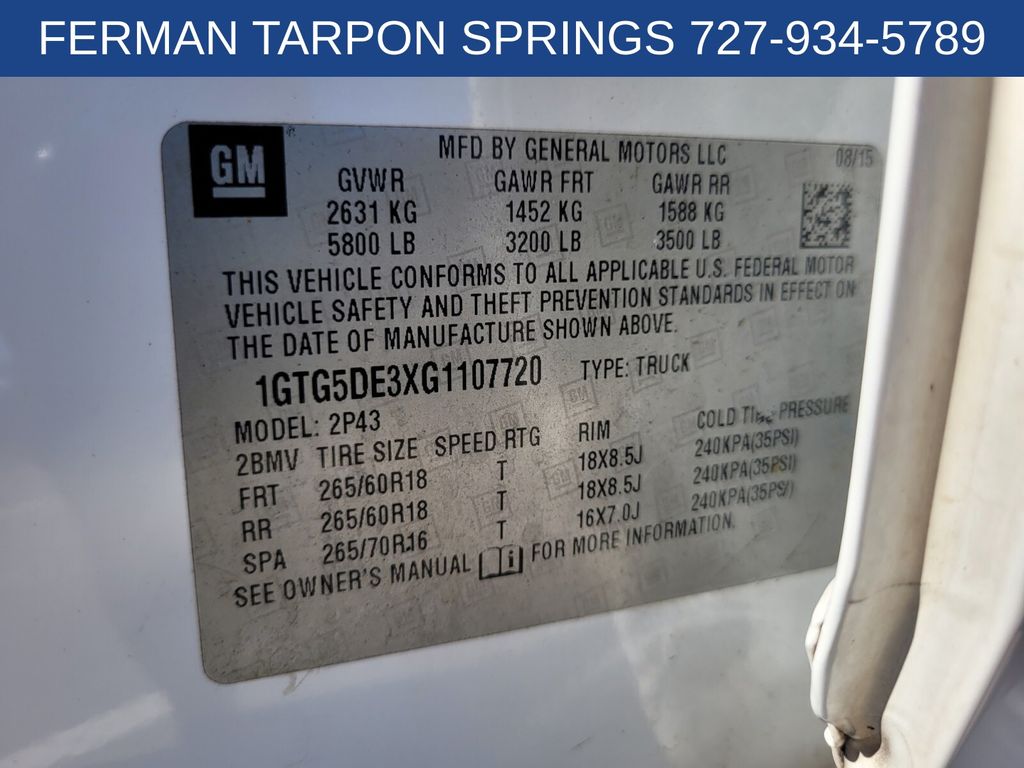 FERMAN TARPON SPRINGS 727-934-5789
GM
MFD BY GENERAL MOTORS LLC 08/15
GVWR GAWR FRT GAWR RR
2631 KG 1452 KG 1588 KG
5800 LB 3200 LB 3500 LB
THIS VEHICLE CONFORMS TO ALL APPLICABLE U.S. FEDERAL MOTOR
VEHICLE SAFETY AND THEFT PREVENTION STANDARDS IN EFFECT ON
THE DATE OF MANUFACTURE SHOWN ABOVE.
1GTG5DE3XG1107720 TYPE: TRUCK
MODEL: 2P43
2BMV TIRE SIZE SPEED RTG RIM COLD TIRE PRESSURE
FRT 265/60R18 T 18X8.5J 240KPA(35PSI)
RR 265/60R18 T 18X8.5J 240KPA(35PSI)
SPA 265/70R16 T 16X7.0J 240KPA(35PSI)
SEE OWNER'S MANUAL i FOR MORE INFORMATION.